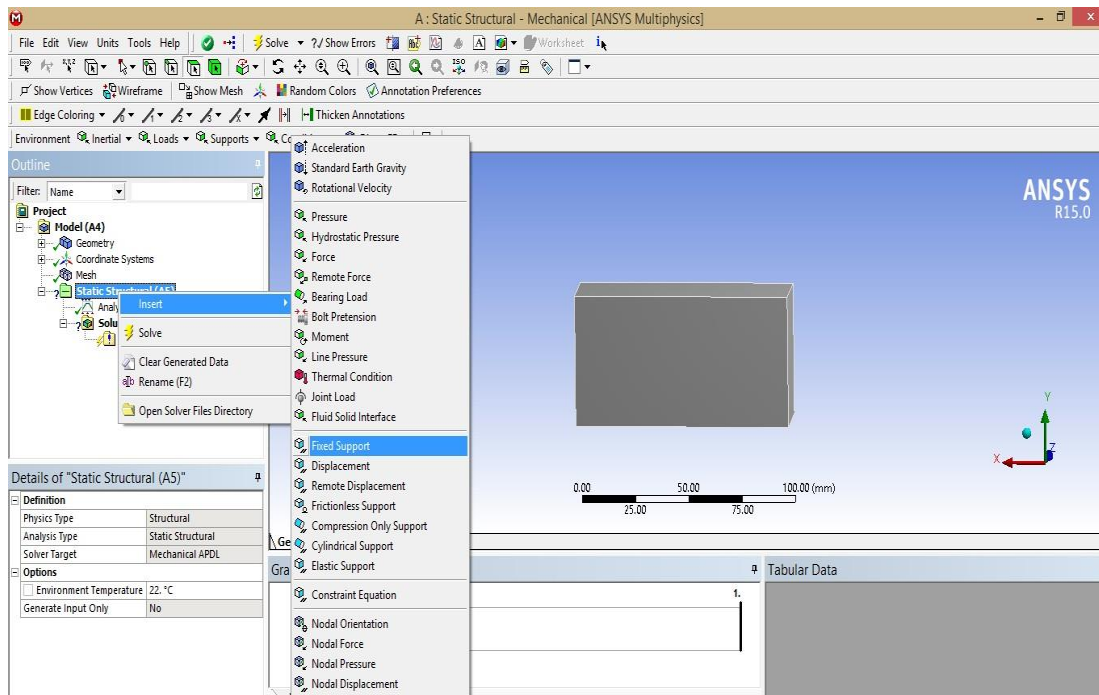 A : Static Structural - Mechanical [ANSYS Multiphysics]
File Edit View Units Tools Help Solve ?/ Show Errors A Worksheet
Show Vertices Wireframe Show Mesh Random Colors Annotation Preferences
Edge Coloring Thicken Annotations
Environment Inertial Loads Supports
Outline
Filter: Name
Project
Model (A4)
Geometry
Coordinate Systems
Mesh
Static Structural (A5)
Insert
Solve
Clear Generated Data
Rename (F2)
Open Solver Files Directory
Acceleration
Standard Earth Gravity
Rotational Velocity
Pressure
Hydrostatic Pressure
Force
Remote Force
Bearing Load
Bolt Pretension
Moment
Line Pressure
Thermal Condition
Joint Load
Fluid Solid Interface
Fixed Support
Displacement
Remote Displacement
Frictionless Support
Compression Only Support
Cylindrical Support
Elastic Support
Constraint Equation
Nodal Orientation
Nodal Force
Nodal Pressure
Nodal Displacement
ANSYS
R15.0
Y
X
Z
0.00 50.00 100.00 (mm)
25.00 75.00
Details of "Static Structural (A5)"
Definition
Physics Type Structural
Analysis Type Static Structural
Solver Target Mechanical APDL
Options
Environment Temperature 22. °C
Generate Input Only No
1.
Tabular Data